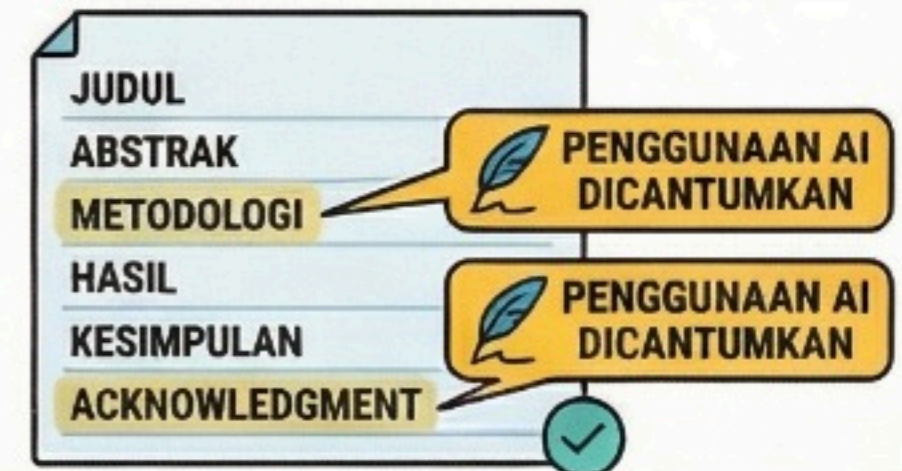 JUDUL
ABSTRAK
PENGGUNAAN AI
DICANTUMKAN
METODOLOGI
HASIL
KESIMPULAN
PENGGUNAAN AI
DICANTUMKAN
ACKNOWLEDGMENT